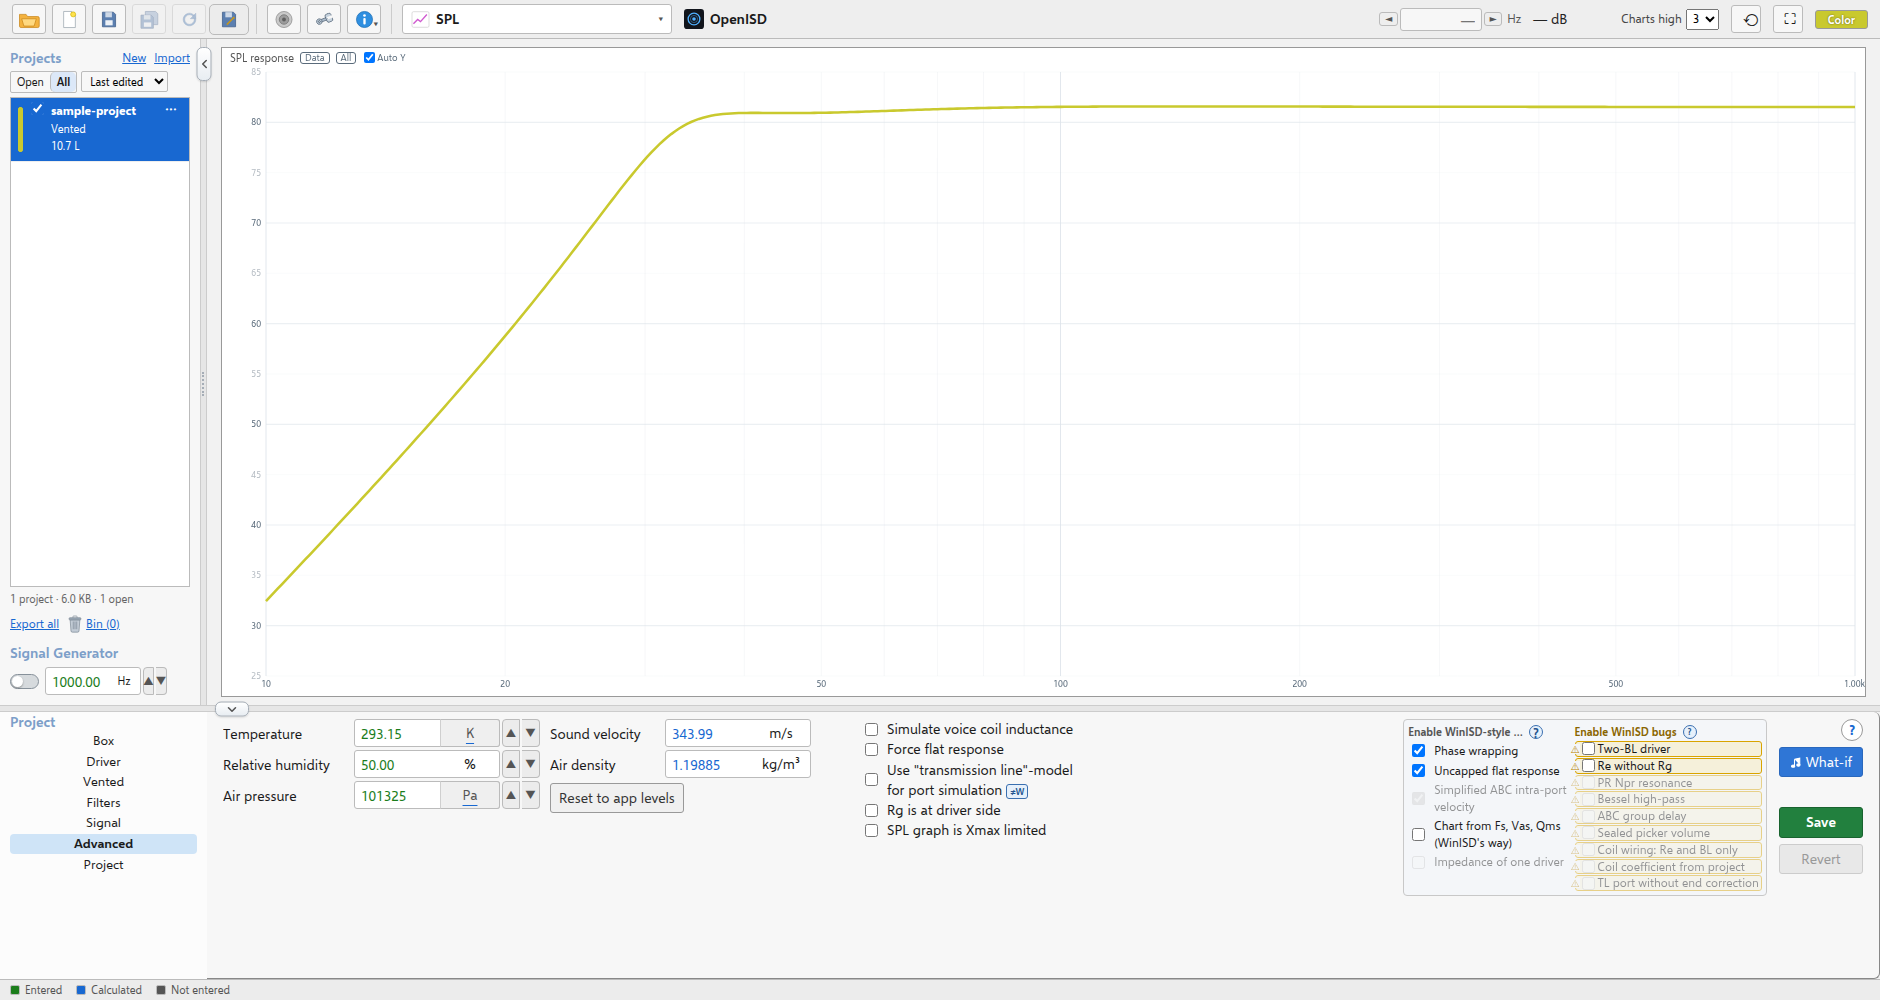 SPL
OpenISD
— Hz
— dB
Charts high 3
Color
Projects New Import
Open All Last edited
sample-project ...
Vented
10.7 L
1 project · 6.0 KB · 1 open
Export all Bin (0)
Signal Generator
1000.00 Hz
SPL response Data All Auto Y
85
80
75
70
65
60
55
50
45
40
35
30
25
10 20 50 100 200 500 1.00k
Project
Box
Driver
Vented
Filters
Signal
Advanced
Project
Temperature 293.15 K
Relative humidity 50.00 %
Air pressure 101325 Pa
Sound velocity 343.99 m/s
Air density 1.19885 kg/m³
Reset to app levels
Simulate voice coil inductance
Force flat response
Use "transmission line"-model
for port simulation ≠W
Rg is at driver side
SPL graph is Xmax limited
Enable WinISD-style ... ?
Phase wrapping
Uncapped flat response
Simplified ABC intra-port
velocity
Chart from Fs, Vas, Qms
(WinISD's way)
Impedance of one driver
Enable WinISD bugs ?
Two-BL driver
Re without Rg
PR Npr resonance
Bessel high-pass
ABC group delay
Sealed picker volume
Coil wiring: Re and BL only
Coil coefficient from project
TL port without end correction
?
What-if
Save
Revert
Entered Calculated Not entered